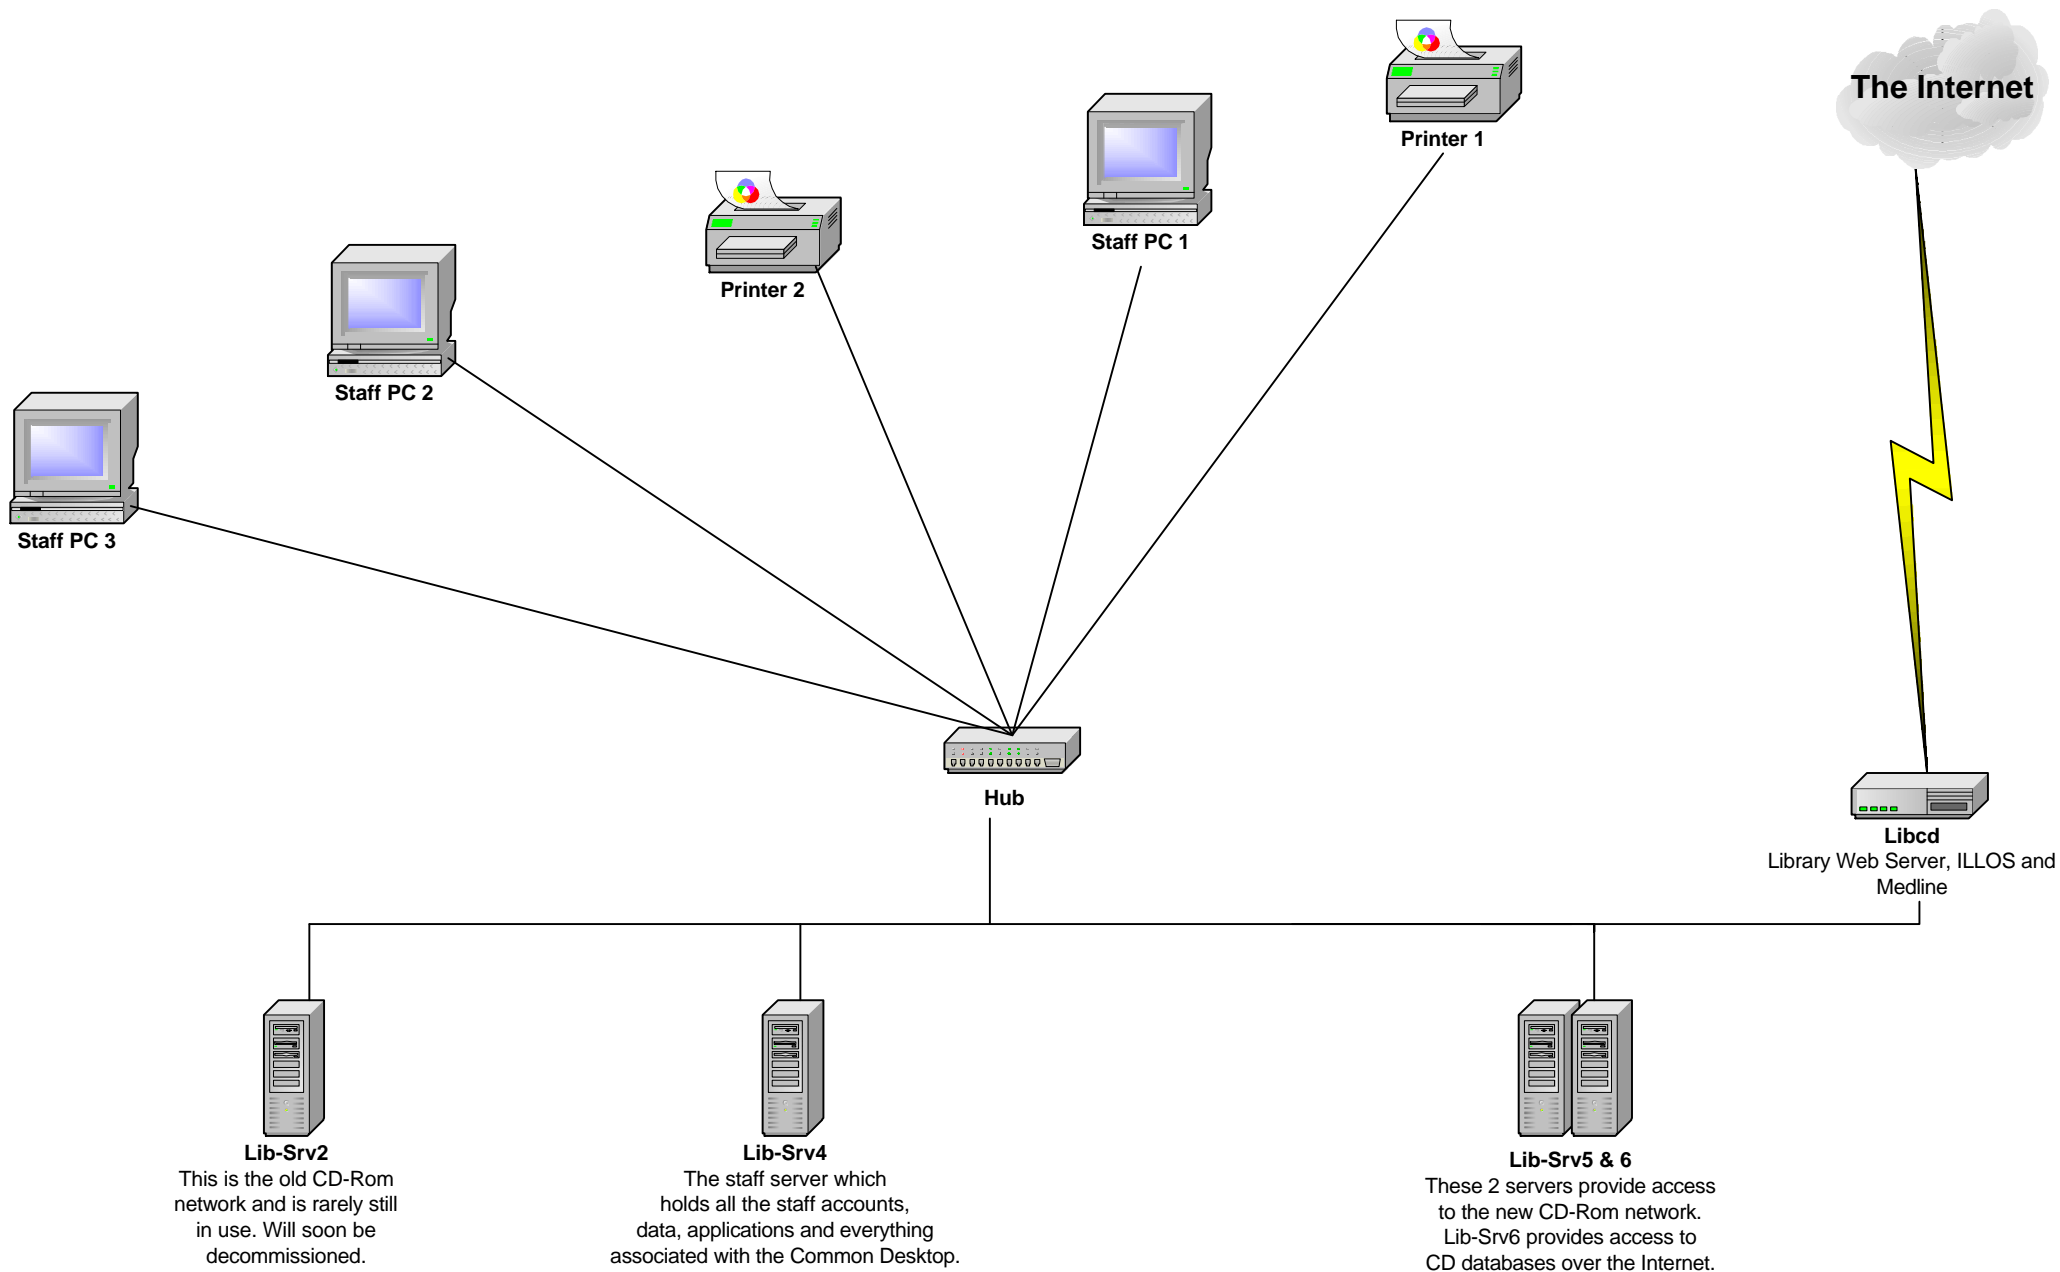 The Internet
Printer 1
Staff PC 1
Printer 2
Staff PC 2
Staff PC 3
Hub
Libcd
Library Web Server, ILLOS and
Medline
Lib-Srv2
This is the old CD-Rom
network and is rarely still
in use. Will soon be
decommissioned.
Lib-Srv4
The staff server which
holds all the staff accounts,
data, applications and everything
associated with the Common Desktop.
Lib-Srv5 & 6
These 2 servers provide access
to the new CD-Rom network.
Lib-Srv6 provides access to
CD databases over the Internet.